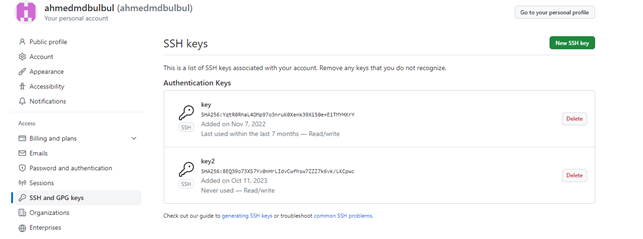 ahmedmdbulbul (ahmedmdbulbul)
Your personal account
Go to your personal profile
Public profile
Account
Appearance
Accessibility
Notifications
Access
Billing and plans
Emails
Password and authentication
Sessions
SSH and GPG keys
Organizations
Enterprises
SSH keys
New SSH key
This is a list of SSH keys associated with your account. Remove any keys that you do not recognize.
Authentication Keys
key
SSH
Added on Nov 7, 2022
Last used within the last 7 months — Read/write
Delete
key2
SSH
Added on Oct 11, 2023
Never used — Read/write
Delete
Check out our guide to generating SSH keys or troubleshoot common SSH problems.